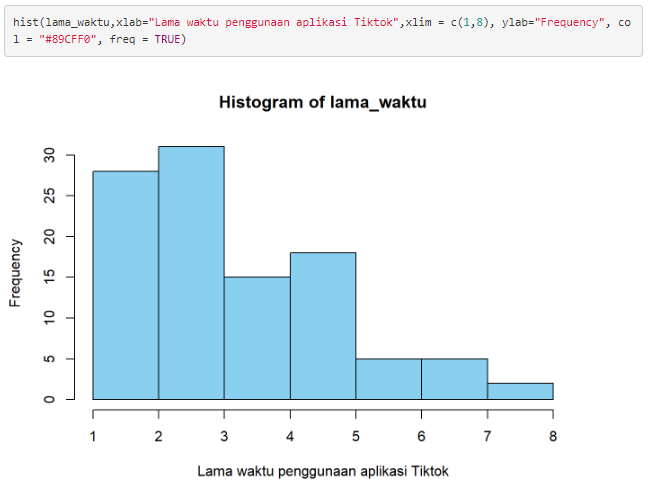 hist(lama_waktu,xlab="Lama waktu penggunaan aplikasi Tiktok",xlim = c(1,8), ylab="Frequency", co
l = "#89CFF0", freq = TRUE)
Histogram of lama_waktu
Frequency
30
25
20
15
10
5
0
1 2 3 4 5 6 7 8
Lama waktu penggunaan aplikasi Tiktok